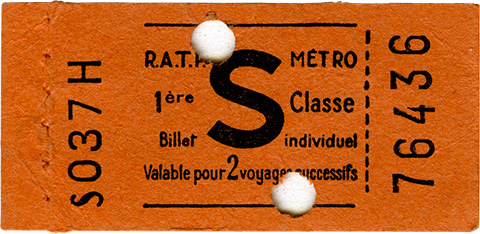 S037H
R.A.T.P. MÉTRO
S
1ère Classe
Billet individuel
Valable pour 2 voyages successifs
76436